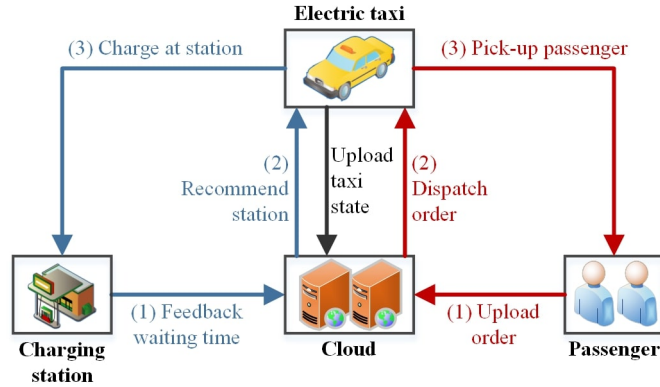 Electric taxi
(3) Charge at station
(3) Pick-up passenger
(2)
Recommend
station
Upload
taxi
state
(2)
Dispatch
order
(1) Feedback
waiting time
(1) Upload
order
Charging
station
Cloud
Passenger